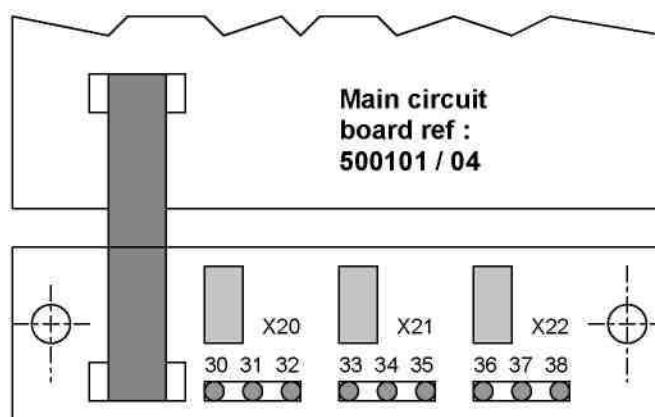 Main circuit
board ref :
500101 / 04
X20 X21 X22
30 31 32 33 34 35 36 37 38